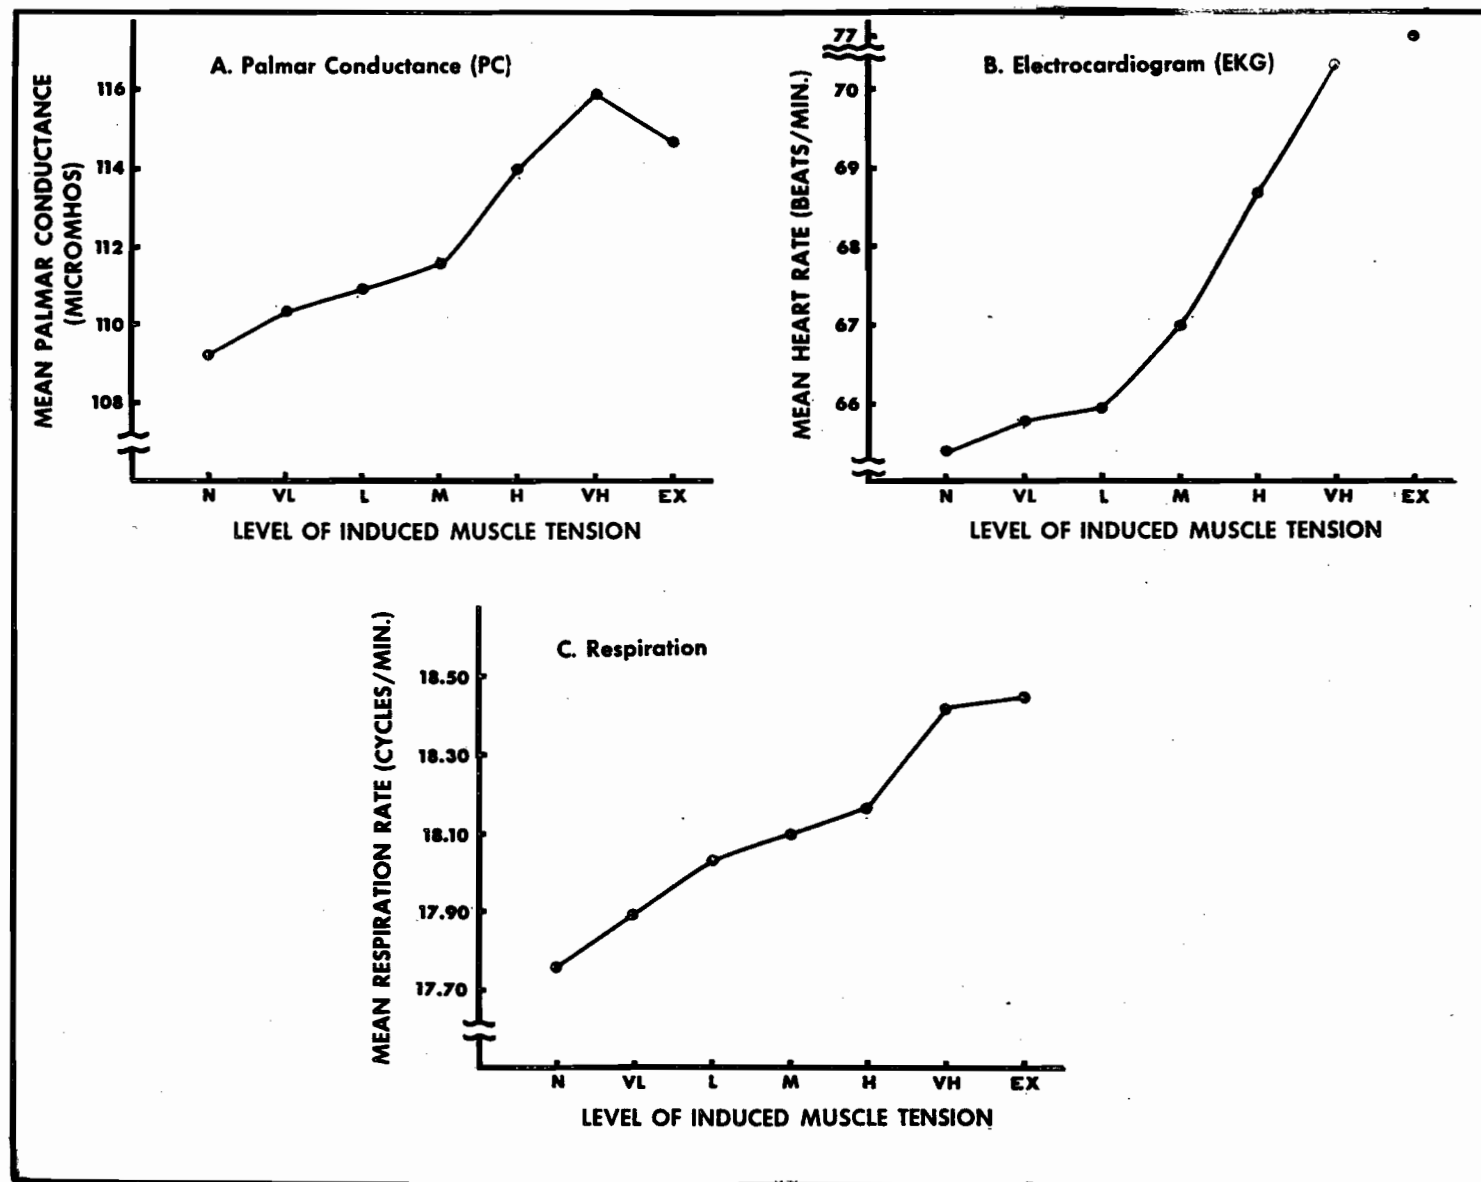 A. Palmar Conductance (PC)
MEAN PALMAR CONDUCTANCE
(MICROMHOS)
116
114
112
110
108
N VL L M H VH EX
LEVEL OF INDUCED MUSCLE TENSION
B. Electrocardiogram (EKG)
MEAN HEART RATE (BEATS/MIN.)
77
70
69
68
67
66
N VL L M H VH EX
LEVEL OF INDUCED MUSCLE TENSION
C. Respiration
MEAN RESPIRATION RATE (CYCLES/MIN.)
18.50
18.30
18.10
17.90
17.70
N VL L M H VH EX
LEVEL OF INDUCED MUSCLE TENSION